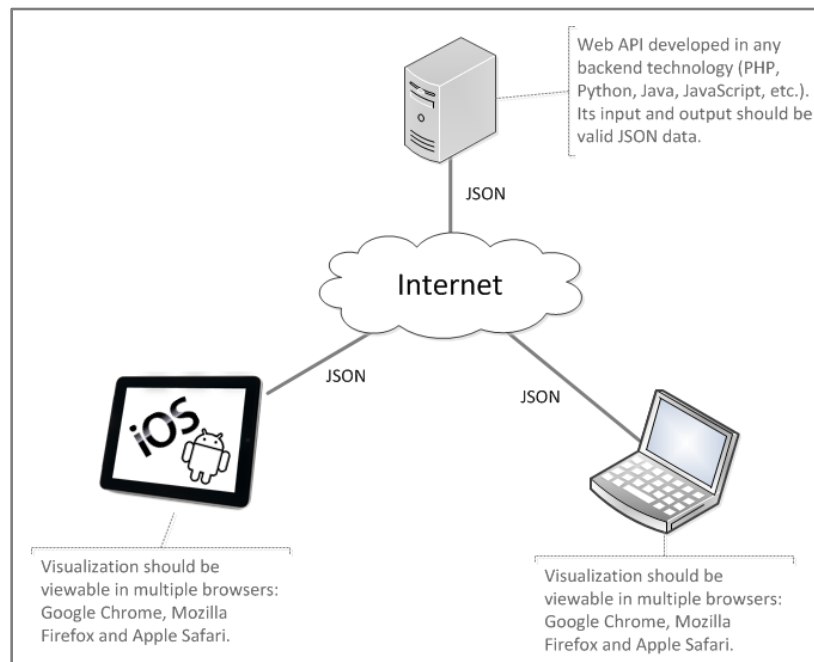 Web API developed in any
backend technology (PHP,
Python, Java, JavaScript, etc.).
Its input and output should be
valid JSON data.
JSON
Internet
JSON
JSON
iOS
Visualization should be
viewable in multiple browsers:
Google Chrome, Mozilla
Firefox and Apple Safari.
Visualization should be
viewable in multiple browsers:
Google Chrome, Mozilla
Firefox and Apple Safari.